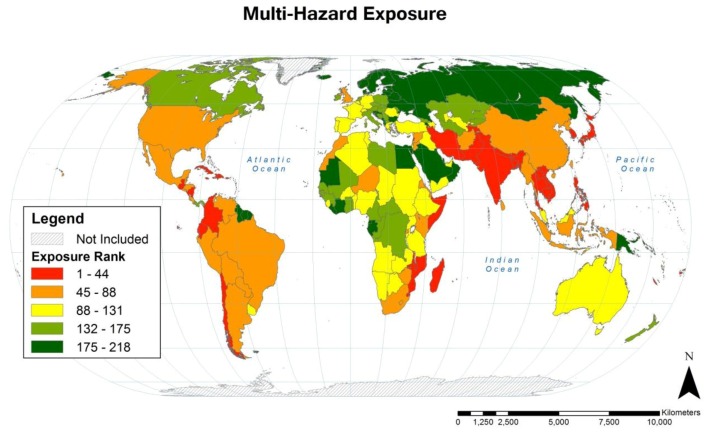 Multi-Hazard Exposure
Atlantic
Ocean
Pacific
Ocean
Indian
Ocean
Legend
Not Included
Exposure Rank
1 - 44
45 - 88
88 - 131
132 - 175
175 - 218
N
Kilometers
0 1,250 2,500 5,000 7,500 10,000